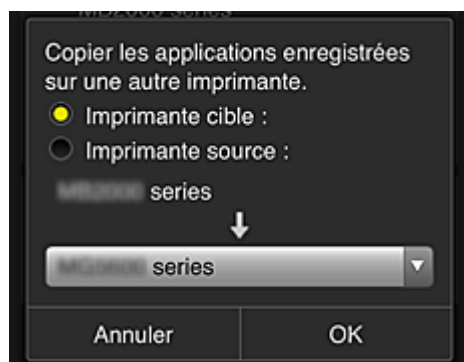 Copier les applications enregistrées
sur une autre imprimante.
Imprimante cible :
Imprimante source :
series
series
Annuler
OK